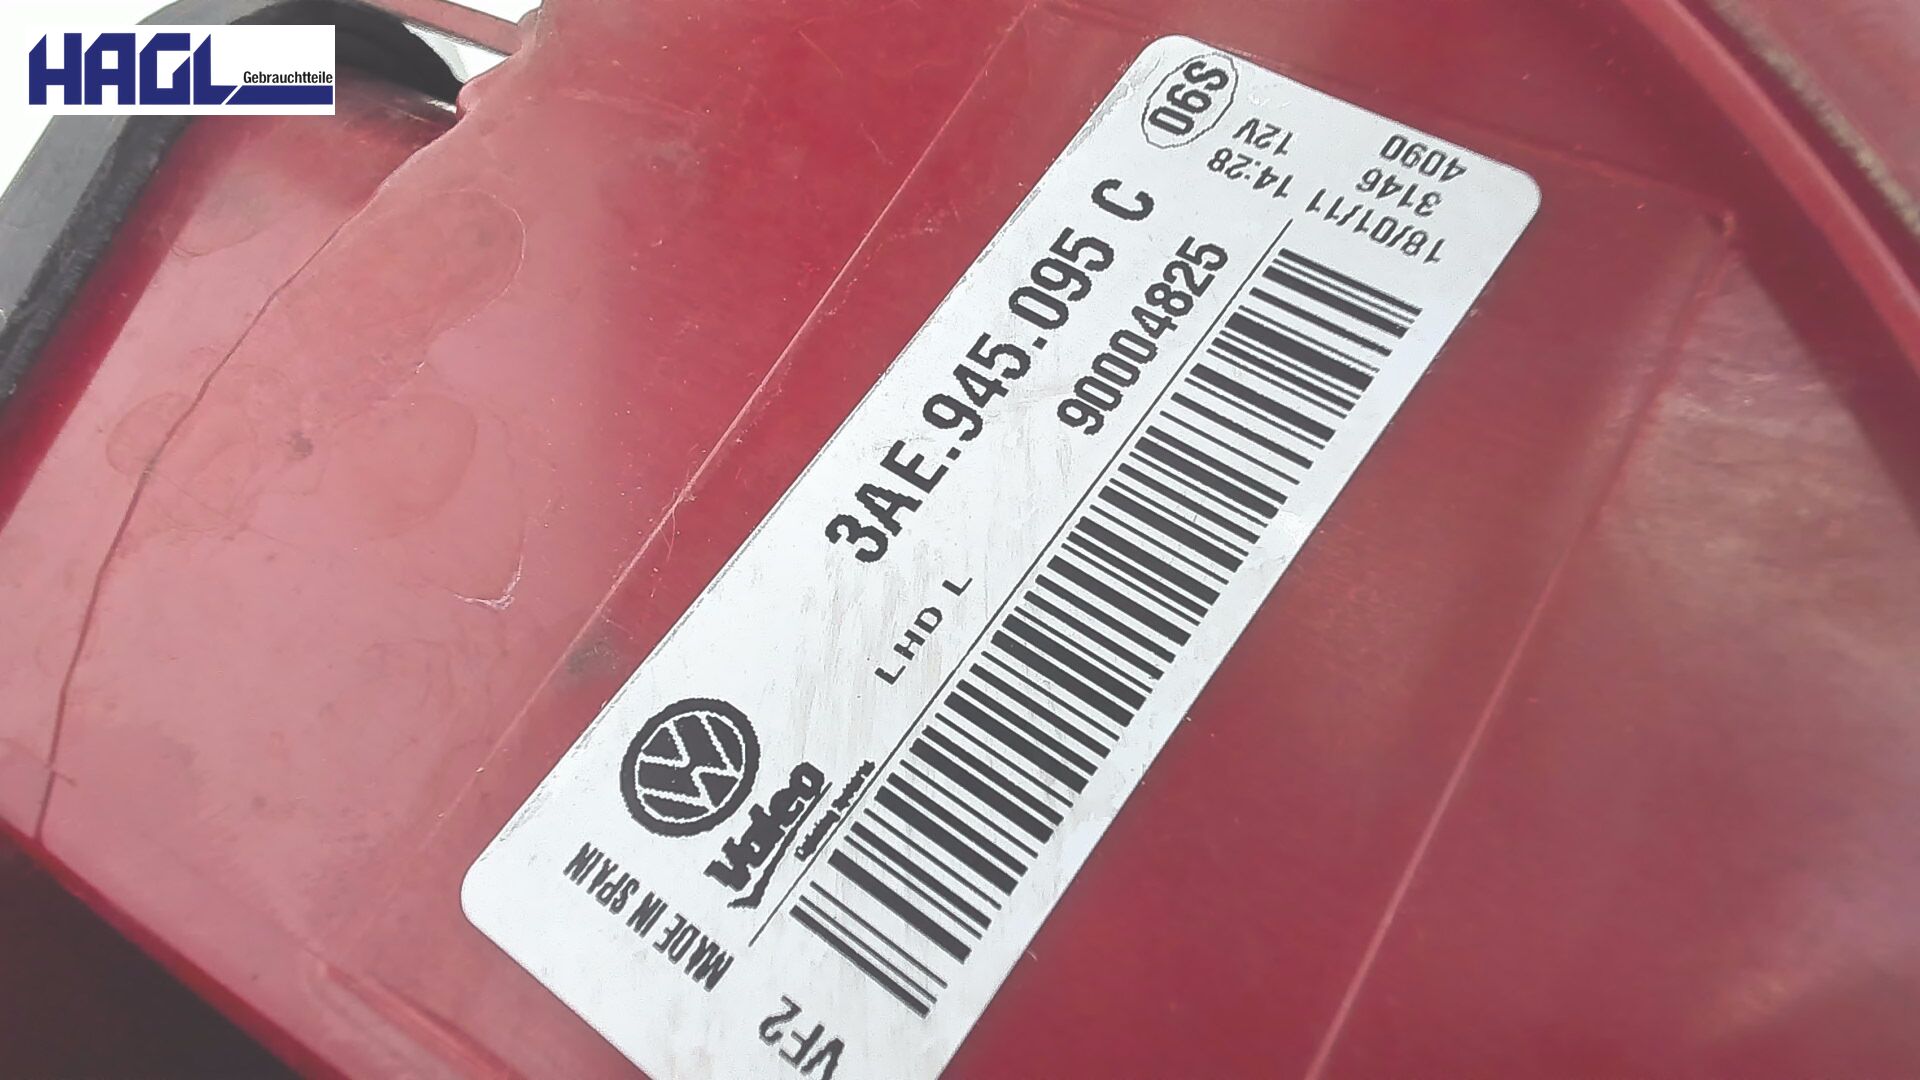 HAGL
Gebrauchtteile
06S
12V
14:28
4090
3146
18/01/11
3AE.945.095 C
90004825
LHD L
Valeo
MADE IN SPAIN
VF2